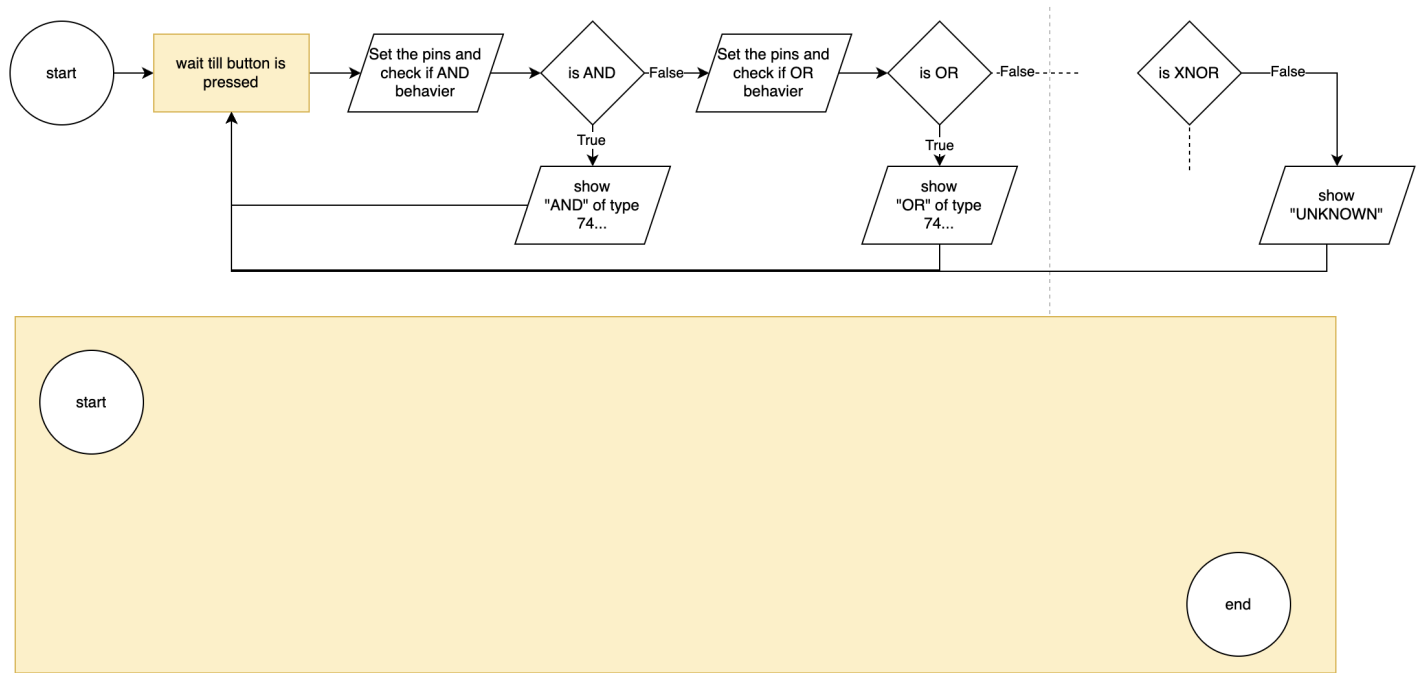 start
wait till button is
pressed
Set the pins and
check if AND
behavier
is AND
False
Set the pins and
check if OR
behavier
is OR
False
is XNOR
False
True
True
show
"AND" of type
74...
show
"OR" of type
74...
show
"UNKNOWN"
start
end